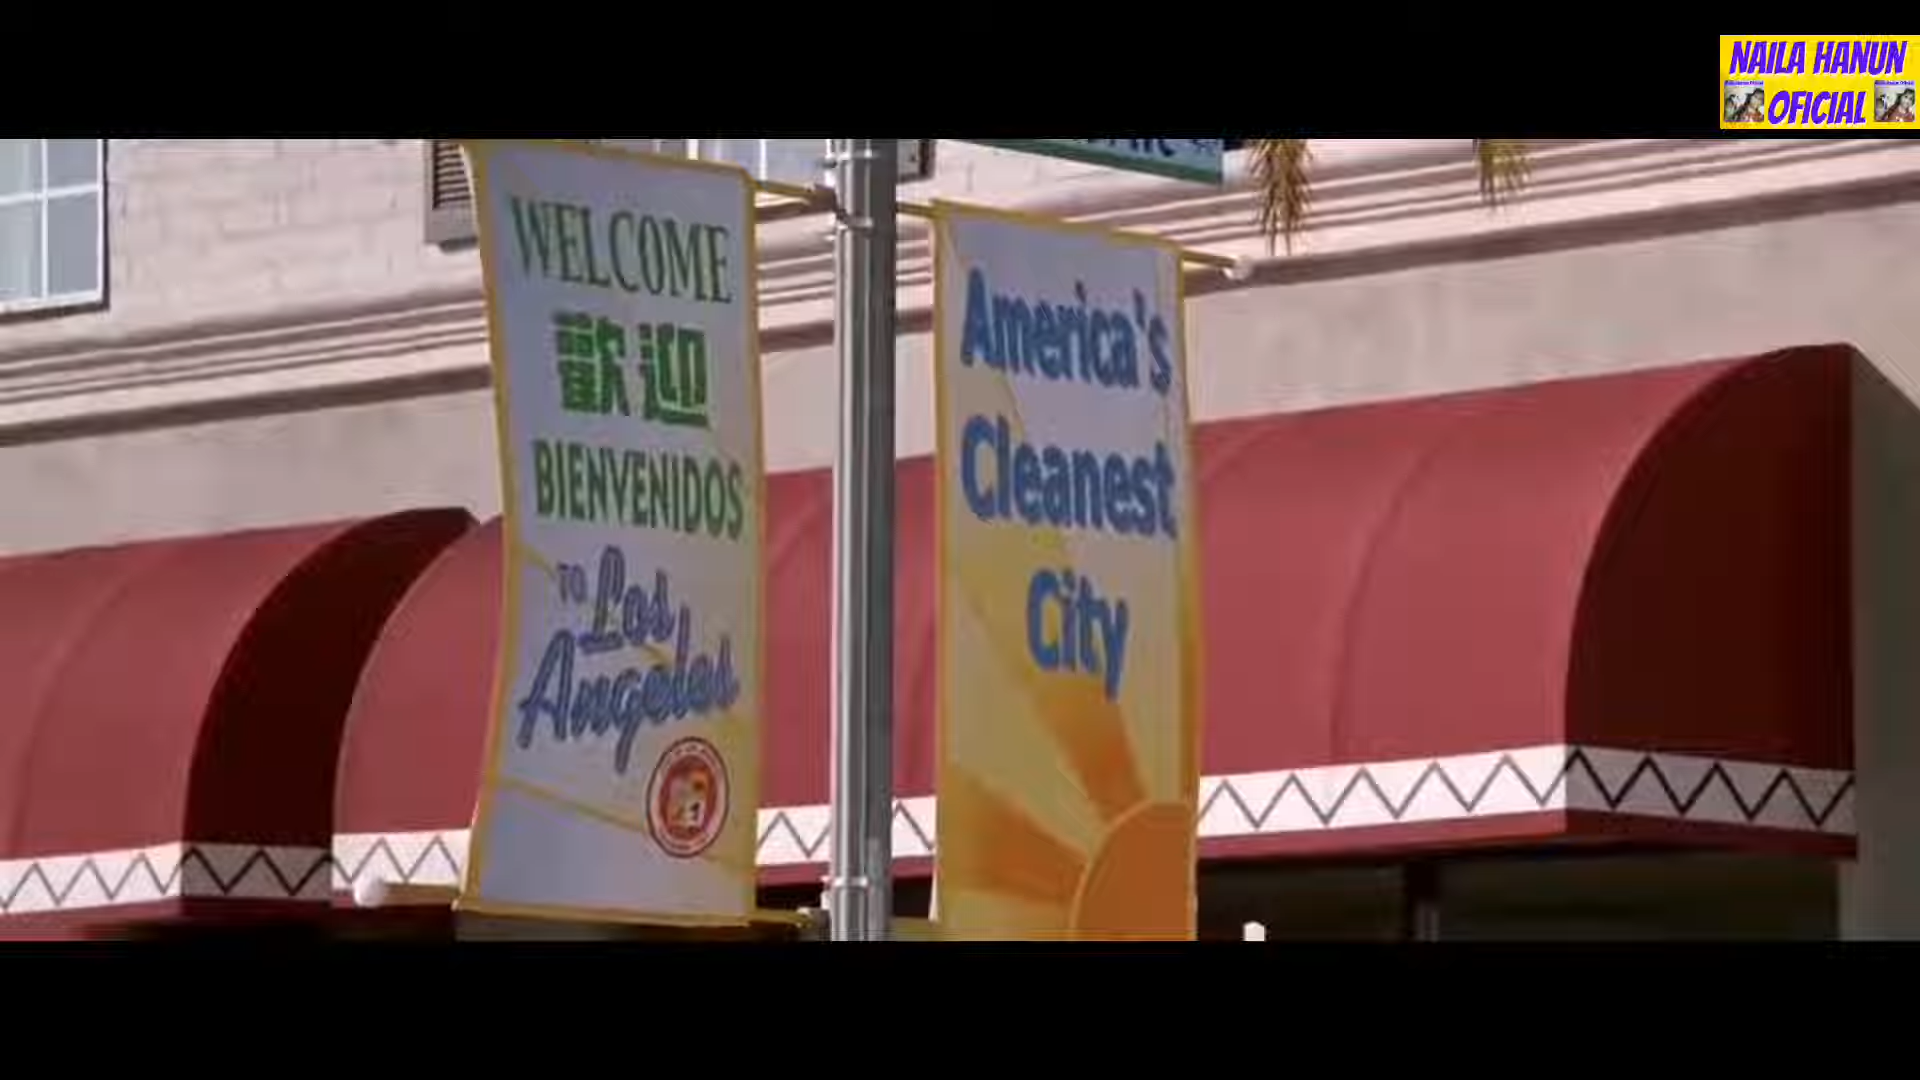 NAILA HANUN
OFICIAL
WELCOME
歡迎
BIENVENIDOS
TO Los
Angeles
America's
Cleanest
City